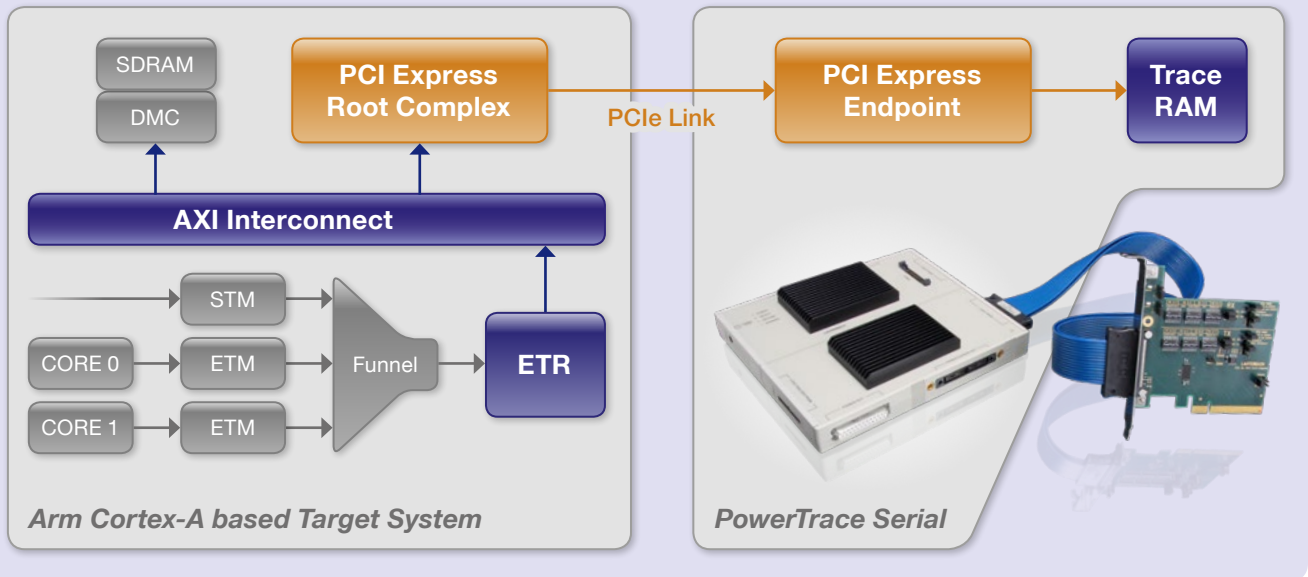 SDRAM
DMC
PCI Express
Root Complex
PCIe Link
PCI Express
Endpoint
Trace
RAM
AXI Interconnect
STM
CORE 0
ETM
Funnel
ETR
CORE 1
ETM
Arm Cortex-A based Target System
PowerTrace Serial